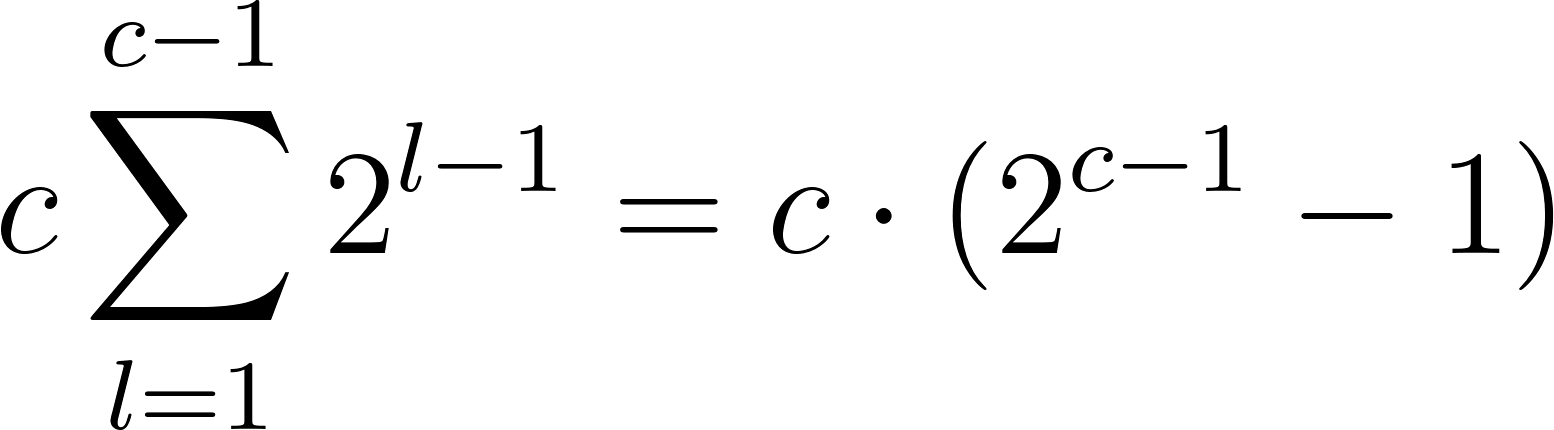 c\sum_{l=1}^{c-1} 2^{l-1} = c \cdot (2^{c-1} - 1)